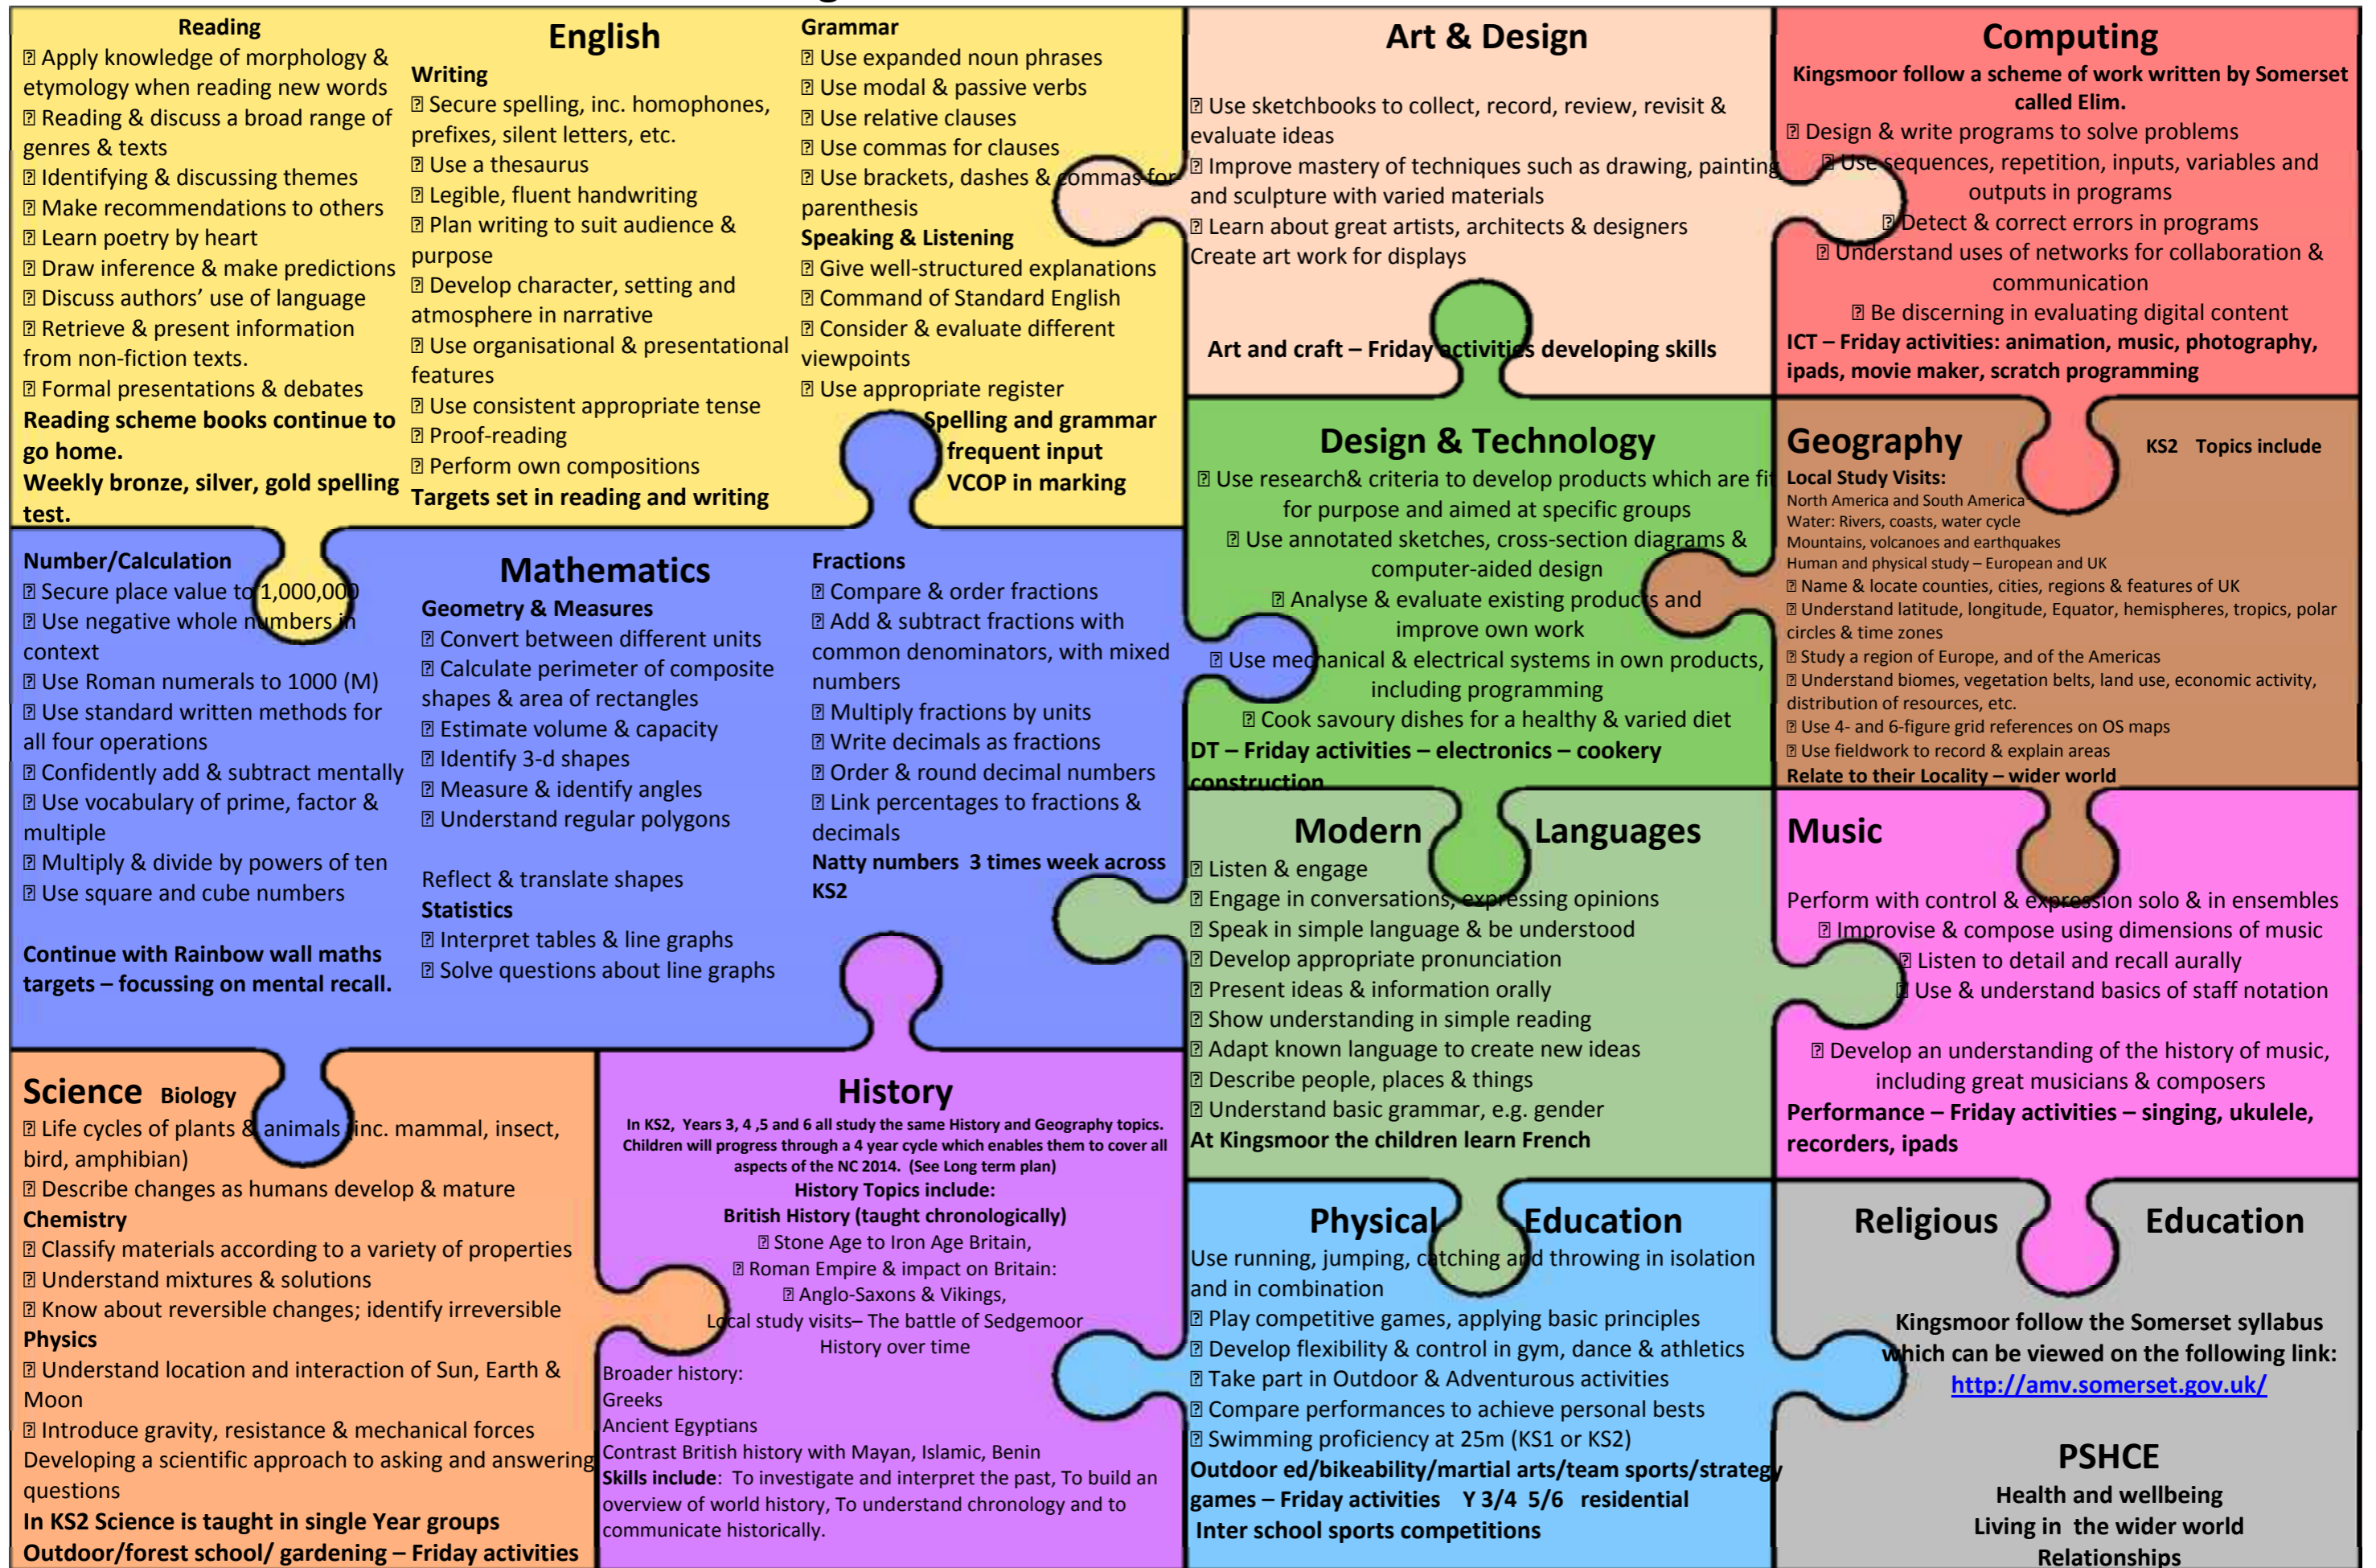 Reading
⍰ Apply knowledge of morphology &
etymology when reading new words
⍰ Reading & discuss a broad range of
genres & texts
⍰ Identifying & discussing themes
⍰ Make recommendations to others
⍰ Learn poetry by heart
⍰ Draw inference & make predictions
⍰ Discuss authors’ use of language
⍰ Retrieve & present information
from non-fiction texts.
⍰ Formal presentations & debates
Reading scheme books continue to
go home.
Weekly bronze, silver, gold spelling
test.
English
Writing
⍰ Secure spelling, inc. homophones,
prefixes, silent letters, etc.
⍰ Use a thesaurus
⍰ Legible, fluent handwriting
⍰ Plan writing to suit audience &
purpose
⍰ Develop character, setting and
atmosphere in narrative
⍰ Use organisational & presentational
features
⍰ Use consistent appropriate tense
⍰ Proof-reading
⍰ Perform own compositions
Targets set in reading and writing
Grammar
⍰ Use expanded noun phrases
⍰ Use modal & passive verbs
⍰ Use relative clauses
⍰ Use commas for clauses
⍰ Use brackets, dashes & commas for
parenthesis
Speaking & Listening
⍰ Give well-structured explanations
⍰ Command of Standard English
⍰ Consider & evaluate different
viewpoints
⍰ Use appropriate register
Spelling and grammar
frequent input
VCOP in marking
Art & Design
⍰ Use sketchbooks to collect, record, review, revisit &
evaluate ideas
⍰ Improve mastery of techniques such as drawing, painting
and sculpture with varied materials
⍰ Learn about great artists, architects & designers
Create art work for displays
Art and craft – Friday activities developing skills
Computing
Kingsmoor follow a scheme of work written by Somerset
called Elim.
⍰ Design & write programs to solve problems
⍰ Use sequences, repetition, inputs, variables and
outputs in programs
⍰ Detect & correct errors in programs
⍰ Understand uses of networks for collaboration &
communication
⍰ Be discerning in evaluating digital content
ICT – Friday activities: animation, music, photography,
ipads, movie maker, scratch programming
Number/Calculation
⍰ Secure place value to 1,000,000
⍰ Use negative whole numbers in
context
⍰ Use Roman numerals to 1000 (M)
⍰ Use standard written methods for
all four operations
⍰ Confidently add & subtract mentally
⍰ Use vocabulary of prime, factor &
multiple
⍰ Multiply & divide by powers of ten
⍰ Use square and cube numbers
Continue with Rainbow wall maths
targets – focussing on mental recall.
Mathematics
Geometry & Measures
⍰ Convert between different units
⍰ Calculate perimeter of composite
shapes & area of rectangles
⍰ Estimate volume & capacity
⍰ Identify 3-d shapes
⍰ Measure & identify angles
⍰ Understand regular polygons
Reflect & translate shapes
Statistics
⍰ Interpret tables & line graphs
⍰ Solve questions about line graphs
Fractions
⍰ Compare & order fractions
⍰ Add & subtract fractions with
common denominators, with mixed
numbers
⍰ Multiply fractions by units
⍰ Write decimals as fractions
⍰ Order & round decimal numbers
⍰ Link percentages to fractions &
decimals
Natty numbers 3 times week across
KS2
Design & Technology
⍰ Use research& criteria to develop products which are fit
for purpose and aimed at specific groups
⍰ Use annotated sketches, cross-section diagrams &
computer-aided design
⍰ Analyse & evaluate existing products and
improve own work
⍰ Use mechanical & electrical systems in own products,
including programming
⍰ Cook savoury dishes for a healthy & varied diet
DT – Friday activities – electronics – cookery
construction
Geography KS2 Topics include
Local Study Visits:
North America and South America
Water: Rivers, coasts, water cycle
Mountains, volcanoes and earthquakes
Human and physical study – European and UK
⍰ Name & locate counties, cities, regions & features of UK
⍰ Understand latitude, longitude, Equator, hemispheres, tropics, polar
circles & time zones
⍰ Study a region of Europe, and of the Americas
⍰ Understand biomes, vegetation belts, land use, economic activity,
distribution of resources, etc.
⍰ Use 4- and 6-figure grid references on OS maps
⍰ Use fieldwork to record & explain areas
Relate to their Locality – wider world
Modern Languages
⍰ Listen & engage
⍰ Engage in conversations, expressing opinions
⍰ Speak in simple language & be understood
⍰ Develop appropriate pronunciation
⍰ Present ideas & information orally
⍰ Show understanding in simple reading
⍰ Adapt known language to create new ideas
⍰ Describe people, places & things
⍰ Understand basic grammar, e.g. gender
At Kingsmoor the children learn French
Music
Perform with control & expression solo & in ensembles
⍰ Improvise & compose using dimensions of music
⍰ Listen to detail and recall aurally
⍰ Use & understand basics of staff notation
⍰ Develop an understanding of the history of music,
including great musicians & composers
Performance – Friday activities – singing, ukulele,
recorders, ipads
Science Biology
⍰ Life cycles of plants & animals (inc. mammal, insect,
bird, amphibian)
⍰ Describe changes as humans develop & mature
Chemistry
⍰ Classify materials according to a variety of properties
⍰ Understand mixtures & solutions
⍰ Know about reversible changes; identify irreversible
Physics
⍰ Understand location and interaction of Sun, Earth &
Moon
⍰ Introduce gravity, resistance & mechanical forces
Developing a scientific approach to asking and answering
questions
In KS2 Science is taught in single Year groups
Outdoor/forest school/ gardening – Friday activities
History
In KS2, Years 3, 4 ,5 and 6 all study the same History and Geography topics.
Children will progress through a 4 year cycle which enables them to cover all
aspects of the NC 2014. (See Long term plan)
History Topics include:
British History (taught chronologically)
⍰ Stone Age to Iron Age Britain,
⍰ Roman Empire & impact on Britain:
⍰ Anglo-Saxons & Vikings,
Local study visits– The battle of Sedgemoor
History over time
Broader history:
Greeks
Ancient Egyptians
Contrast British history with Mayan, Islamic, Benin
Skills include: To investigate and interpret the past, To build an
overview of world history, To understand chronology and to
communicate historically.
Physical Education
Use running, jumping, catching and throwing in isolation
and in combination
⍰ Play competitive games, applying basic principles
⍰ Develop flexibility & control in gym, dance & athletics
⍰ Take part in Outdoor & Adventurous activities
⍰ Compare performances to achieve personal bests
⍰ Swimming proficiency at 25m (KS1 or KS2)
Outdoor ed/bikeability/martial arts/team sports/strategy
games – Friday activities Y 3/4 5/6 residential
Inter school sports competitions
Religious Education
Kingsmoor follow the Somerset syllabus
which can be viewed on the following link:
http://amv.somerset.gov.uk/
PSHCE
Health and wellbeing
Living in the wider world
Relationships